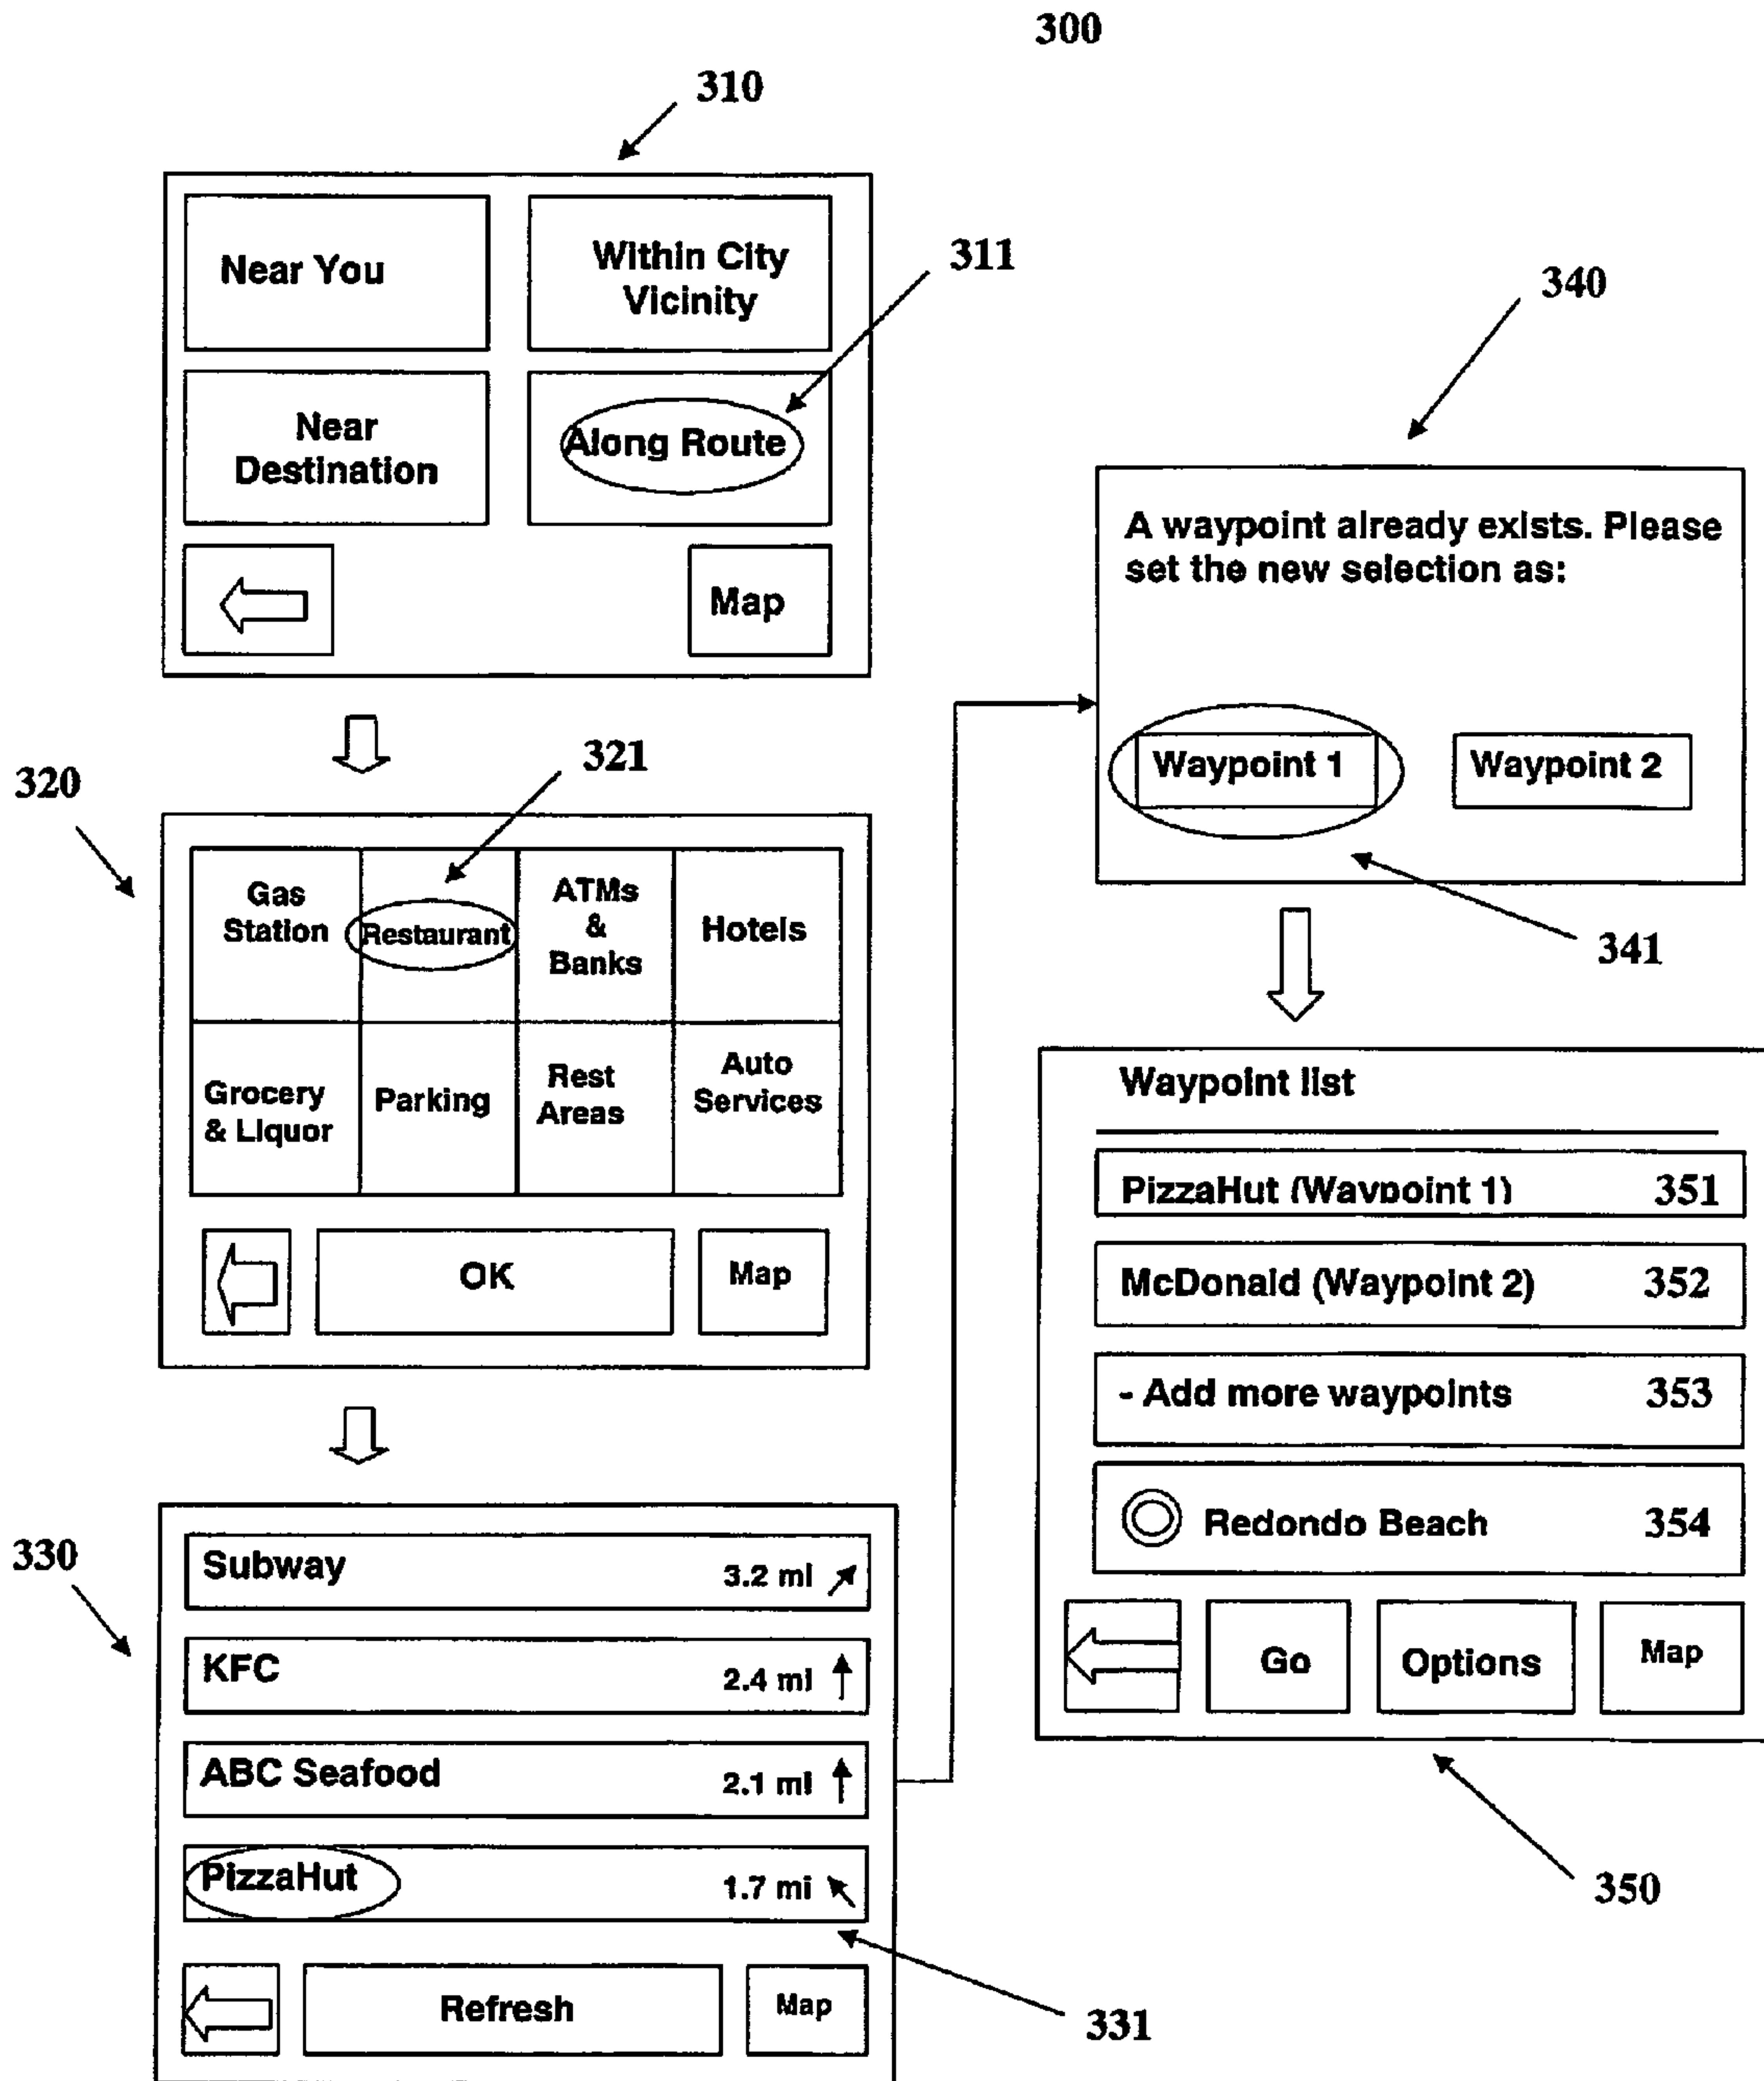 300
310
Near You
Within City
Vicinity
311
Near
Destination
Along Route
Map
320
321
Gas
Station
Restaurant
ATMs
&
Banks
Hotels
Grocery
& Liquor
Parking
Rest
Areas
Auto
Services
OK
Map
330
Subway 3.2 mi
KFC 2.4 mi
ABC Seafood 2.1 mi
PizzaHut 1.7 mi
Refresh
Map
331
340
A waypoint already exists. Please
set the new selection as:
Waypoint 1
Waypoint 2
341
Waypoint list
PizzaHut (Waypoint 1) 351
McDonald (Waypoint 2) 352
- Add more waypoints 353
Redondo Beach 354
Go
Options
Map
350